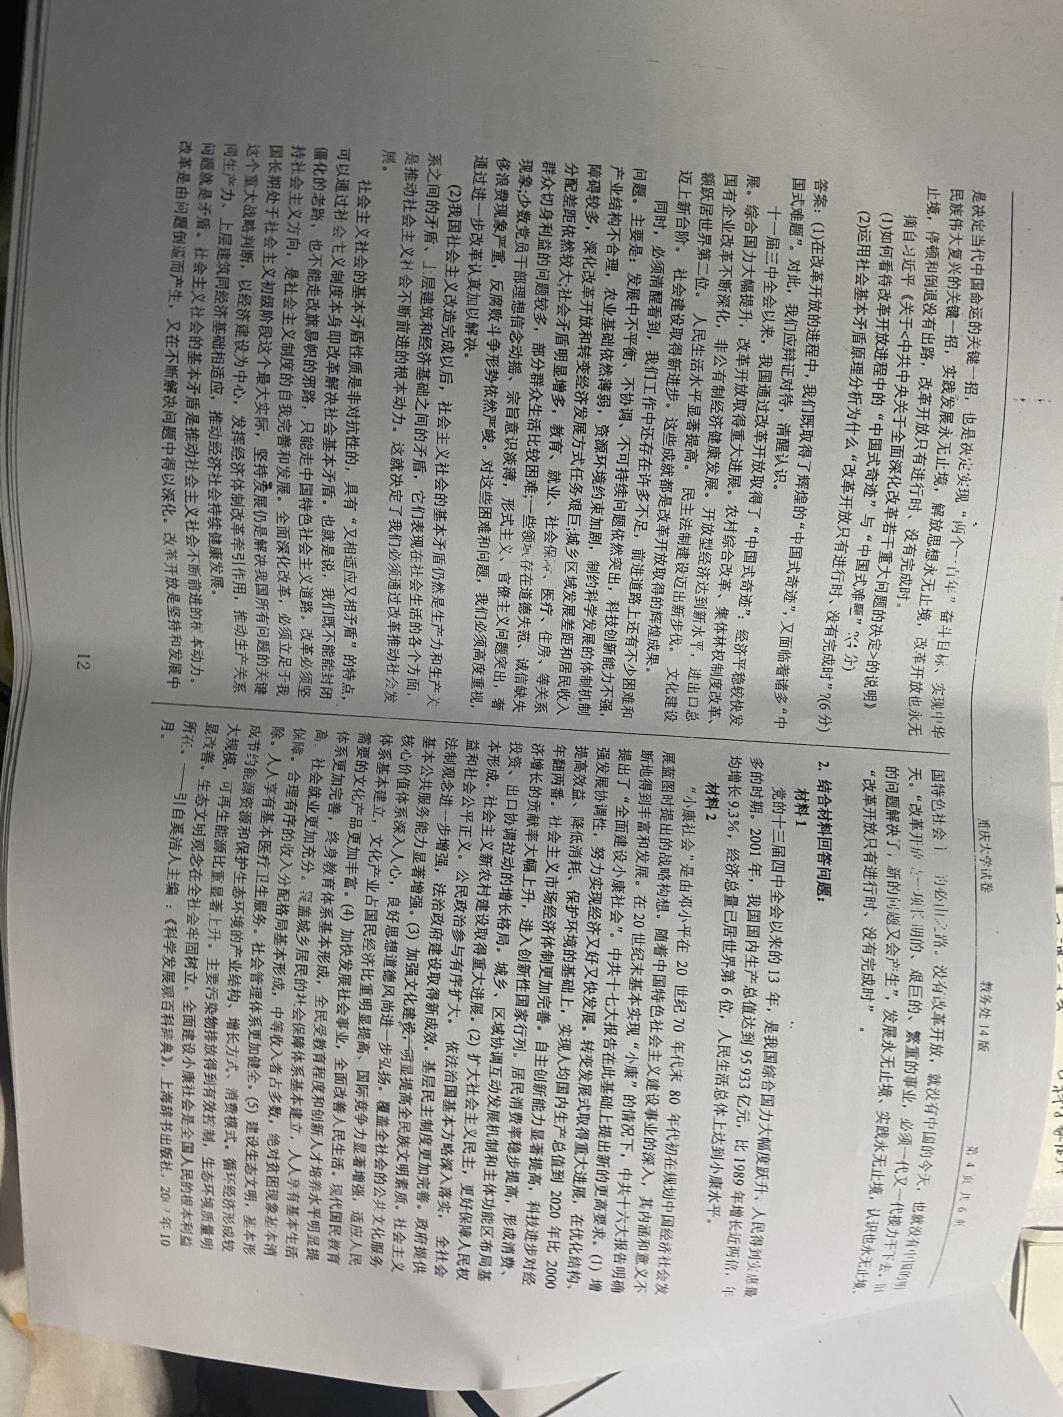 重庆大学试卷 教务处 14 版 第 4 页 共 6 页
是决定当代中国命运的关键一招，也是决定实现“两个一百年”奋斗目标、实现中华
民族伟大复兴的关键一招，实践发展永无止境，解放思想永无止境，改革开放也永无
止境，停顿和倒退没有出路，改革开放只有进行时、没有完成时。
摘自习近平《关于<中共中央关于全面深化改革若干重大问题的决定>的说明》
(1)如何看待改革开放进程中的“中国式奇迹”与“中国式难题”?(4 分)
(2)运用社会基本矛盾原理分析为什么“改革开放只有进行时、没有完成时”?(6 分)
答案：(1)在改革开放的进程中，我们既取得了辉煌的“中国式奇迹”，又面临着诸多“中
国式难题”。对此，我们应辩证对待，清醒认识。
十一届三中全会以来，我国通过改革开放取得了“中国式奇迹”：经济平稳较快发
展。综合国力大幅提升，改革开放取得重大进展。农村综合改革、集体林权制度改革、
国有企业改革不断深化，非公有制经济健康发展。开放型经济达到新水平，进出口总
额跃居世界第二位。人民生活水平显著提高。民主法制建设迈出新步伐。文化建设
迈上新台阶。社会建设取得新进步。这些成就都是改革开放取得的辉煌成果。
同时，必须清醒看到，我们工作中还存在许多不足，前进道路上还有不少困难和
问题。主要是：发展中不平衡、不协调、不可持续问题依然突出，科技创新能力不强，
产业结构不合理，农业基础依然薄弱，资源环境约束加剧，制约科学发展的体制机制
障碍较多，深化改革开放和转变经济发展方式任务艰巨;城乡区域发展差距和居民收入
分配差距依然较大;社会矛盾明显增多，教育、就业、社会保障、医疗、住房、等关系
群众切身利益的问题较多，部分群众生活比较困难;一些领域存在道德失范、诚信缺失
现象;少数党员干部理想信念动摇、宗旨意识淡薄，形式主义、官僚主义问题突出，奢
侈浪费现象严重，反腐败斗争形势依然严峻。对这些困难和问题，我们必须高度重视，
通过进一步改革认真加以解决。
(2)我国社会主义改造完成以后，社会主义社会的基本矛盾仍然是生产力和生产关
系之间的矛盾、上层建筑和经济基础之间的矛盾，它们表现在社会生活的各个方面，
是推动社会主义社会不断前进的根本动力。这就决定了我们必须通过改革推动社会发
展。
社会主义社会的基本矛盾性质是非对抗性的，具有“又相适应又相矛盾”的特点，
可以通过社会主义制度本身即改革解决社会基本矛盾。也就是说，我们既不能能封闭
僵化的老路，也不能走改旗易帜的邪路，只能走中国特色社会主义道路。改革必须坚
持社会主义方向，是社会主义制度的自我完善和发展。全面深化改革，必须立足于我
国长期处于社会主义初级阶段这个最大实际，坚持发展仍是解决我国所有问题的关键
这个重大战略判断，以经济建设为中心，发挥经济体制改革牵引作用，推动生产关系
同生产力、上层建筑同经济基础相适应，推动经济社会持续健康发展。
问题就是矛盾。社会主义社会的基本矛盾是推动社会主义社会不断前进的根本动力。
改革是由问题倒逼而产生，又在不断解决问题中得以深化。改革开放是坚持和发展中
国特色社会主义的必由之路。没有改革开放，就没有中国的今天，也就没有中国的明
天。“改革开放是一项长期的、艰巨的、繁重的事业，必须一代又一代接力干下去。旧
的问题解决了，新的问题又会产生”，发展永无止境，实践永无止境，认识也永无止境，
“改革开放只有进行时、没有完成时”。
2. 结合材料回答问题：
材料 1
党的十三届四中全会以来的 13 年，是我国综合国力大幅度跃升、人民得到实惠最
多的时期。2001 年，我国国内生产总值达到 95 933 亿元，比 1989 年增长近两倍，年
均增长 9.3%，经济总量已居世界第 6 位，人民生活总体上达到小康水平。
材料 2
“小康社会”是由邓小平在 20 世纪 70 年代末 80 年代初在规划中国经济社会发
展蓝图时提出的战略构想。随着中国特色社会主义建设事业的深入，其内涵和意义不
断地得到丰富和发展。在 20 世纪末基本实现“小康”的情况下，中共十六大报告明确
提出了“全面建设小康社会”。中共十七大报告在此基础上提出新的更高要求。(1) 增
强发展协调性，努力实现经济又好又快发展。转变发展式取得重大进展，在优化结构、
提高效益、降低消耗、保护环境的基础上，实现人均国内生产总值到 2020 年比 2000
年翻两番。社会主义市场经济体制更加完善。自主创新能力显著提高，科技进步对经
济增长的贡献率大幅上升，进入创新性国家行列。居民消费率稳步提高，形成消费、
投资、出口协调拉动的增长格局。城乡、区域协调互动发展机制和主体功能区布局基
本形成。社会主义新农村建设取得重大进展。(2) 扩大社会主义民主，更好保障人民权
益和社会公平正义。公民政治参与有序扩大。依法治国基本方略深入落实，全社会
法制观念进一步增强，法治政府建设取得新成效。基层民主制度更加完善。政府提供
基本公共服务能力显著增强。(3) 加强文化建设，明显提高全民族文明素质。社会主义
核心价值体系深入人心，良好思想道德风尚进一步弘扬。覆盖全社会的公共文化服务
体系基本建立，文化产业占国民经济比重明显提高、国际竞争力显著增强，适应人民
需要的文化产品更加丰富。(4) 加快发展社会事业，全面改善人民生活。现代国民教育
体系更加完善，终身教育体系基本形成，全民受教育程度和创新人才培养水平明显提
高。社会就业更加充分。覆盖城乡居民的社会保障体系基本建立，人人享有基本生活
保障。合理有序的收入分配格局基本形成，中等收入者占多数，绝对贫困现象基本消
除。人人享有基本医疗卫生服务。社会管理体系更加健全。(5) 建设生态文明，基本形
成节约能源资源和保护生态环境的产业结构、增长方式、消费模式。循环经济形成较
大规模，可再生能源比重显著上升。主要污染物排放得到有效控制，生态环境质量明
显改善。生态文明观念在全社会牢固树立。全面建设小康社会是全国人民的根本利益
所在。——引自奚洁人主编：《科学发展观百科辞典》，上海辞书出版社，200 年 10
月。
12